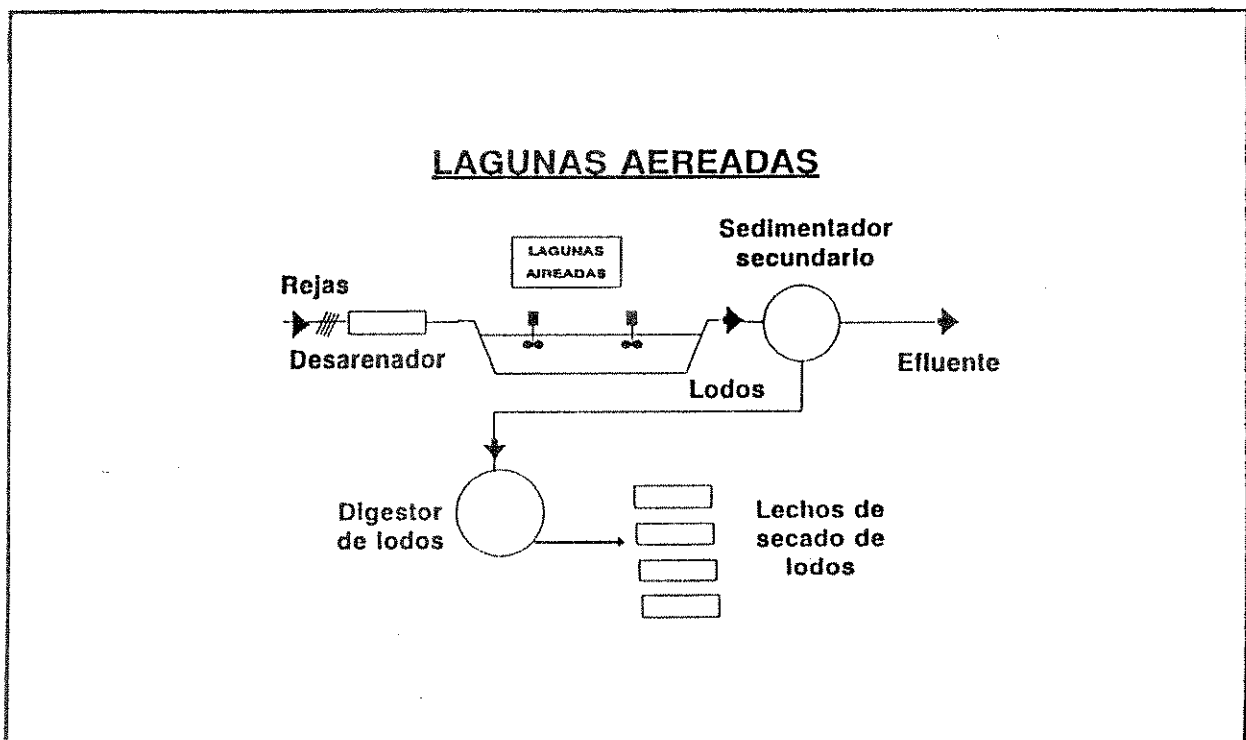 LAGUNAS AEREADAS
Sedimentador
secundario
LAGUNAS
AIREADAS
Rejas
Desarenador
Efluente
Lodos
Digestor
de lodos
Lechos de
secado de
lodos